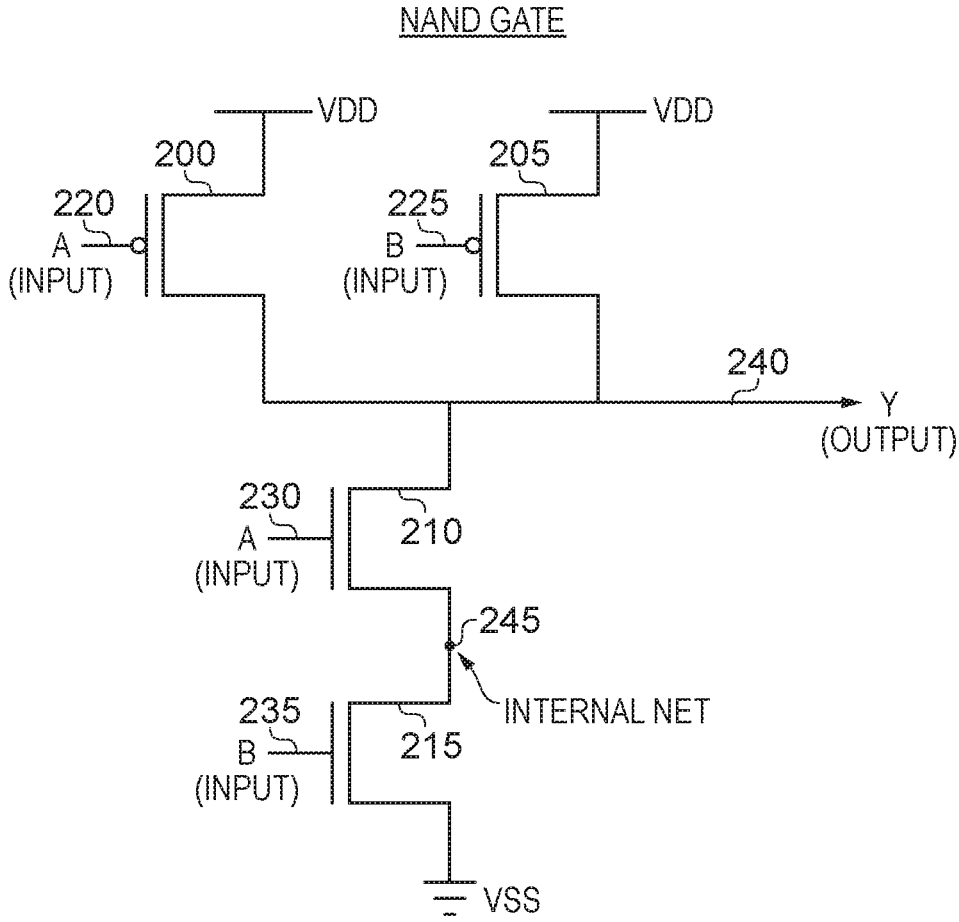 NAND GATE
VDD
VDD
200
205
220
225
A
(INPUT)
B
(INPUT)
240
Y
(OUTPUT)
230
A
(INPUT)
210
245
INTERNAL NET
235
B
(INPUT)
215
VSS